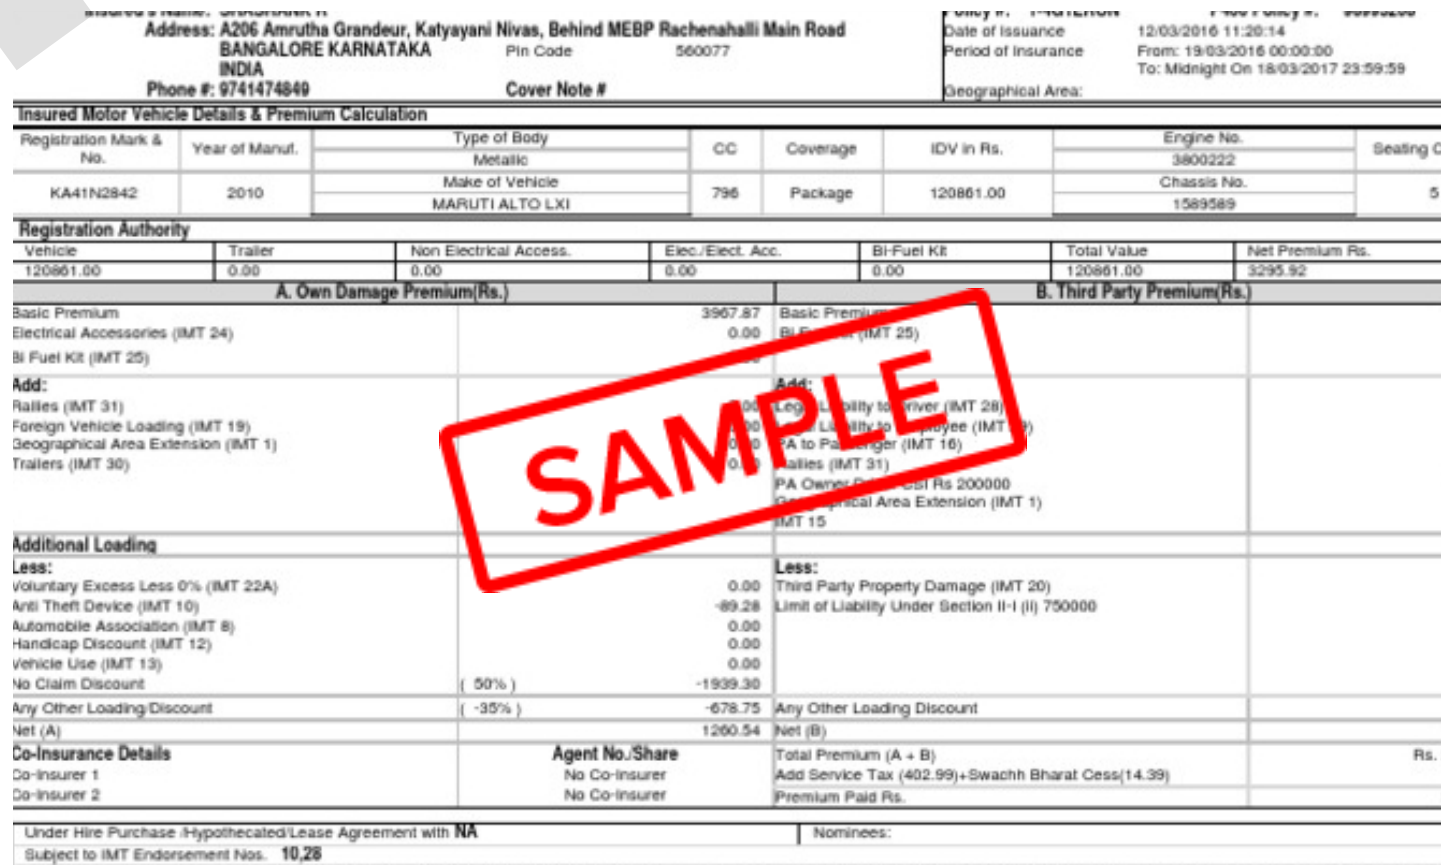 Address: A206 Amrutha Grandeur, Katyayani Nivas, Behind MEBP Rachenahalli Main Road
BANGALORE KARNATAKA Pin Code 560077
INDIA
Phone #: 9741474849 Cover Note #
Date of Issuance 12/03/2016 11:20:14
Period of Insurance From: 19/03/2016 00:00:00
To: Midnight On 18/03/2017 23:59:59
Geographical Area:
Insured Motor Vehicle Details & Premium Calculation
Registration Mark & No. Year of Manuf. Type of Body CC Coverage IDV in Rs. Engine No. Seating
Metallic 3800222
KA41N2842 2010 Make of Vehicle 796 Package 120861.00 Chassis No. 5
MARUTI ALTO LXI 1589589
Registration Authority
Vehicle Trailer Non Electrical Access. Elec./Elect. Acc. Bi-Fuel Kit Total Value Net Premium Rs.
120861.00 0.00 0.00 0.00 0.00 120861.00 3295.92
A. Own Damage Premium(Rs.) B. Third Party Premium(Rs.)
Basic Premium 3967.87 Basic
Electrical Accessories (IMT 24) 0.00 (IMT 25)
Bi Fuel Kit (IMT 25)
Add: Add:
Rallies (IMT 31) (IMT 28)
Foreign Vehicle Loading (IMT 19)
Geographical Area Extension (IMT 1) PA to (IMT 16)
Trailers (IMT 30) Rallies (IMT 31)
PA Owner Rs 200000
Area Extension (IMT 1)
IMT 15
SAMPLE
Additional Loading
Less: Less:
Voluntary Excess Less 0% (IMT 22A) 0.00 Third Party Property Damage (IMT 20)
Anti Theft Device (IMT 10) -89.28 Limit of Liability Under Section II-I (ii) 750000
Automobile Association (IMT 8) 0.00
Handicap Discount (IMT 12) 0.00
Vehicle Use (IMT 13) 0.00
No Claim Discount ( 50% ) -1939.30
Any Other Loading/Discount ( -35% ) -678.75 Any Other Loading Discount
Net (A) 1260.54 Net (B)
Co-Insurance Details Agent No./Share Total Premium (A + B) Rs.
Co-Insurer 1 No Co-Insurer Add Service Tax (402.99)+Swachh Bharat Cess(14.39)
Co-Insurer 2 No Co-Insurer Premium Paid Rs.
Under Hire Purchase /Hypothecated/Lease Agreement with NA Nominees:
Subject to IMT Endorsement Nos. 10,28